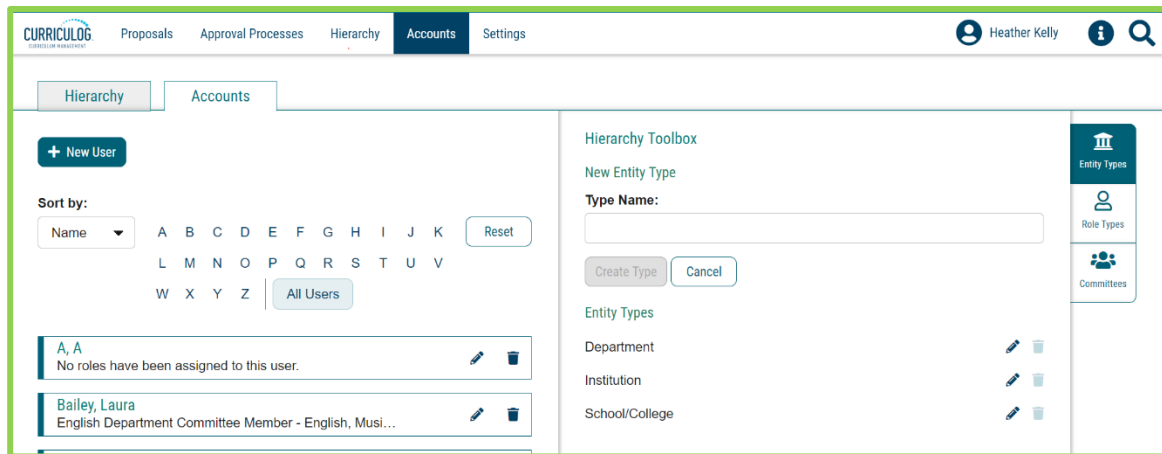 CURRICULOG
CURRICULUM MANAGEMENT
Proposals
Approval Processes
Hierarchy
Accounts
Settings
Heather Kelly
Hierarchy
Accounts
+ New User
Sort by:
Name
A B C D E F G H I J K
Reset
L M N O P Q R S T U V
W X Y Z
All Users
A, A
No roles have been assigned to this user.
Bailey, Laura
English Department Committee Member - English, Musi...
Hierarchy Toolbox
New Entity Type
Type Name:
Create Type
Cancel
Entity Types
Department
Institution
School/College
Entity Types
Role Types
Committees